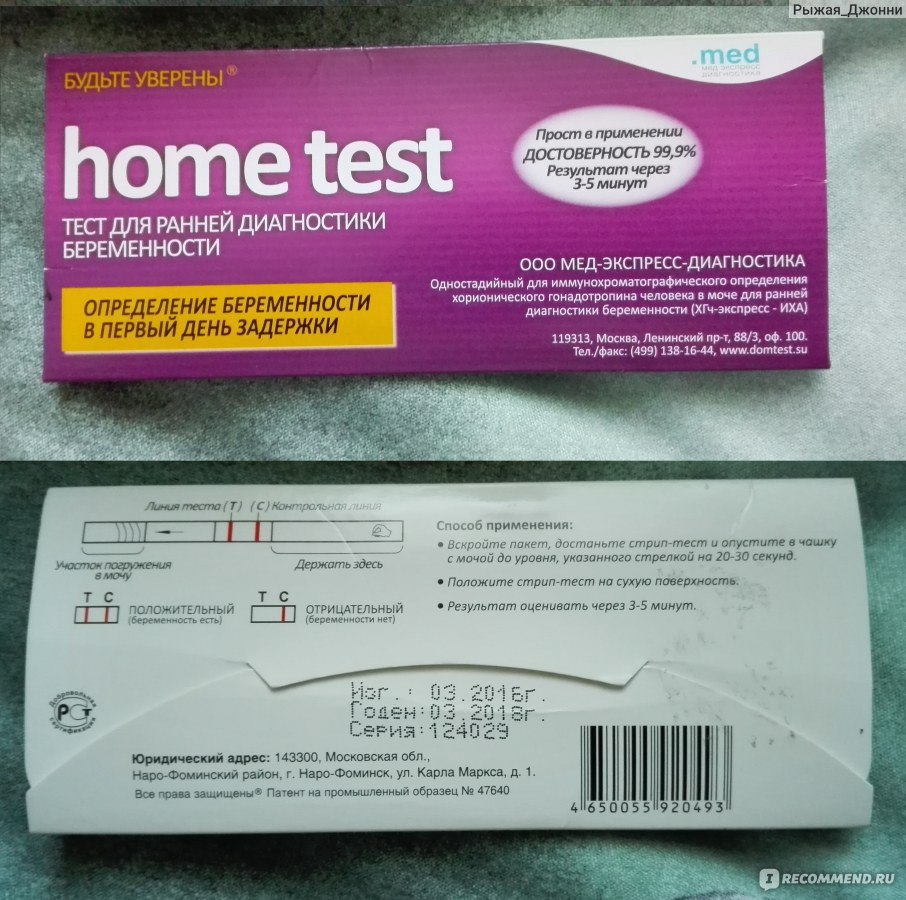 Рыжая_Джонни
БУДЬТЕ УВЕРЕНЫ®
.med
мед экспресс
диагностика
home test
Прост в применении
ДОСТОВЕРНОСТЬ 99,9%
Результат через
3-5 минут
ТЕСТ ДЛЯ РАННЕЙ ДИАГНОСТИКИ
БЕРЕМЕННОСТИ
ОПРЕДЕЛЕНИЕ БЕРЕМЕННОСТИ
В ПЕРВЫЙ ДЕНЬ ЗАДЕРЖКИ
ООО МЕД-ЭКСПРЕСС-ДИАГНОСТИКА
Одностадийный для иммунохроматографического определения
хорионического гонадотропина человека в моче для ранней
диагностики беременности (ХГч-экспресс - ИХА)
119313, Москва, Ленинский пр-т, 88/3, оф. 100.
Тел./факс: (499) 138-16-44, www.domtest.su
Линия теста (T) (C) Контрольная линия
Участок погружения
в мочу
Держать здесь
T C
ПОЛОЖИТЕЛЬНЫЙ
(беременность есть)
T C
ОТРИЦАТЕЛЬНЫЙ
(беременности нет)
Способ применения:
• Вскройте пакет, достаньте стрип-тест и опустите в чашку
с мочой до уровня, указанного стрелкой на 20-30 секунд.
• Положите стрип-тест на сухую поверхность.
• Результат оценивать через 3-5 минут.
Добровольная
сертификация
РСТ
Изг.: 03.2016г.
Годен:03.2018г.
Серия:124029
Юридический адрес: 143300, Московская обл.,
Наро-Фоминский район, г. Наро-Фоминск, ул. Карла Маркса, д. 1.
Все права защищены® Патент на промышленный образец № 47640
4 650055 920493
IRECOMMEND.RU